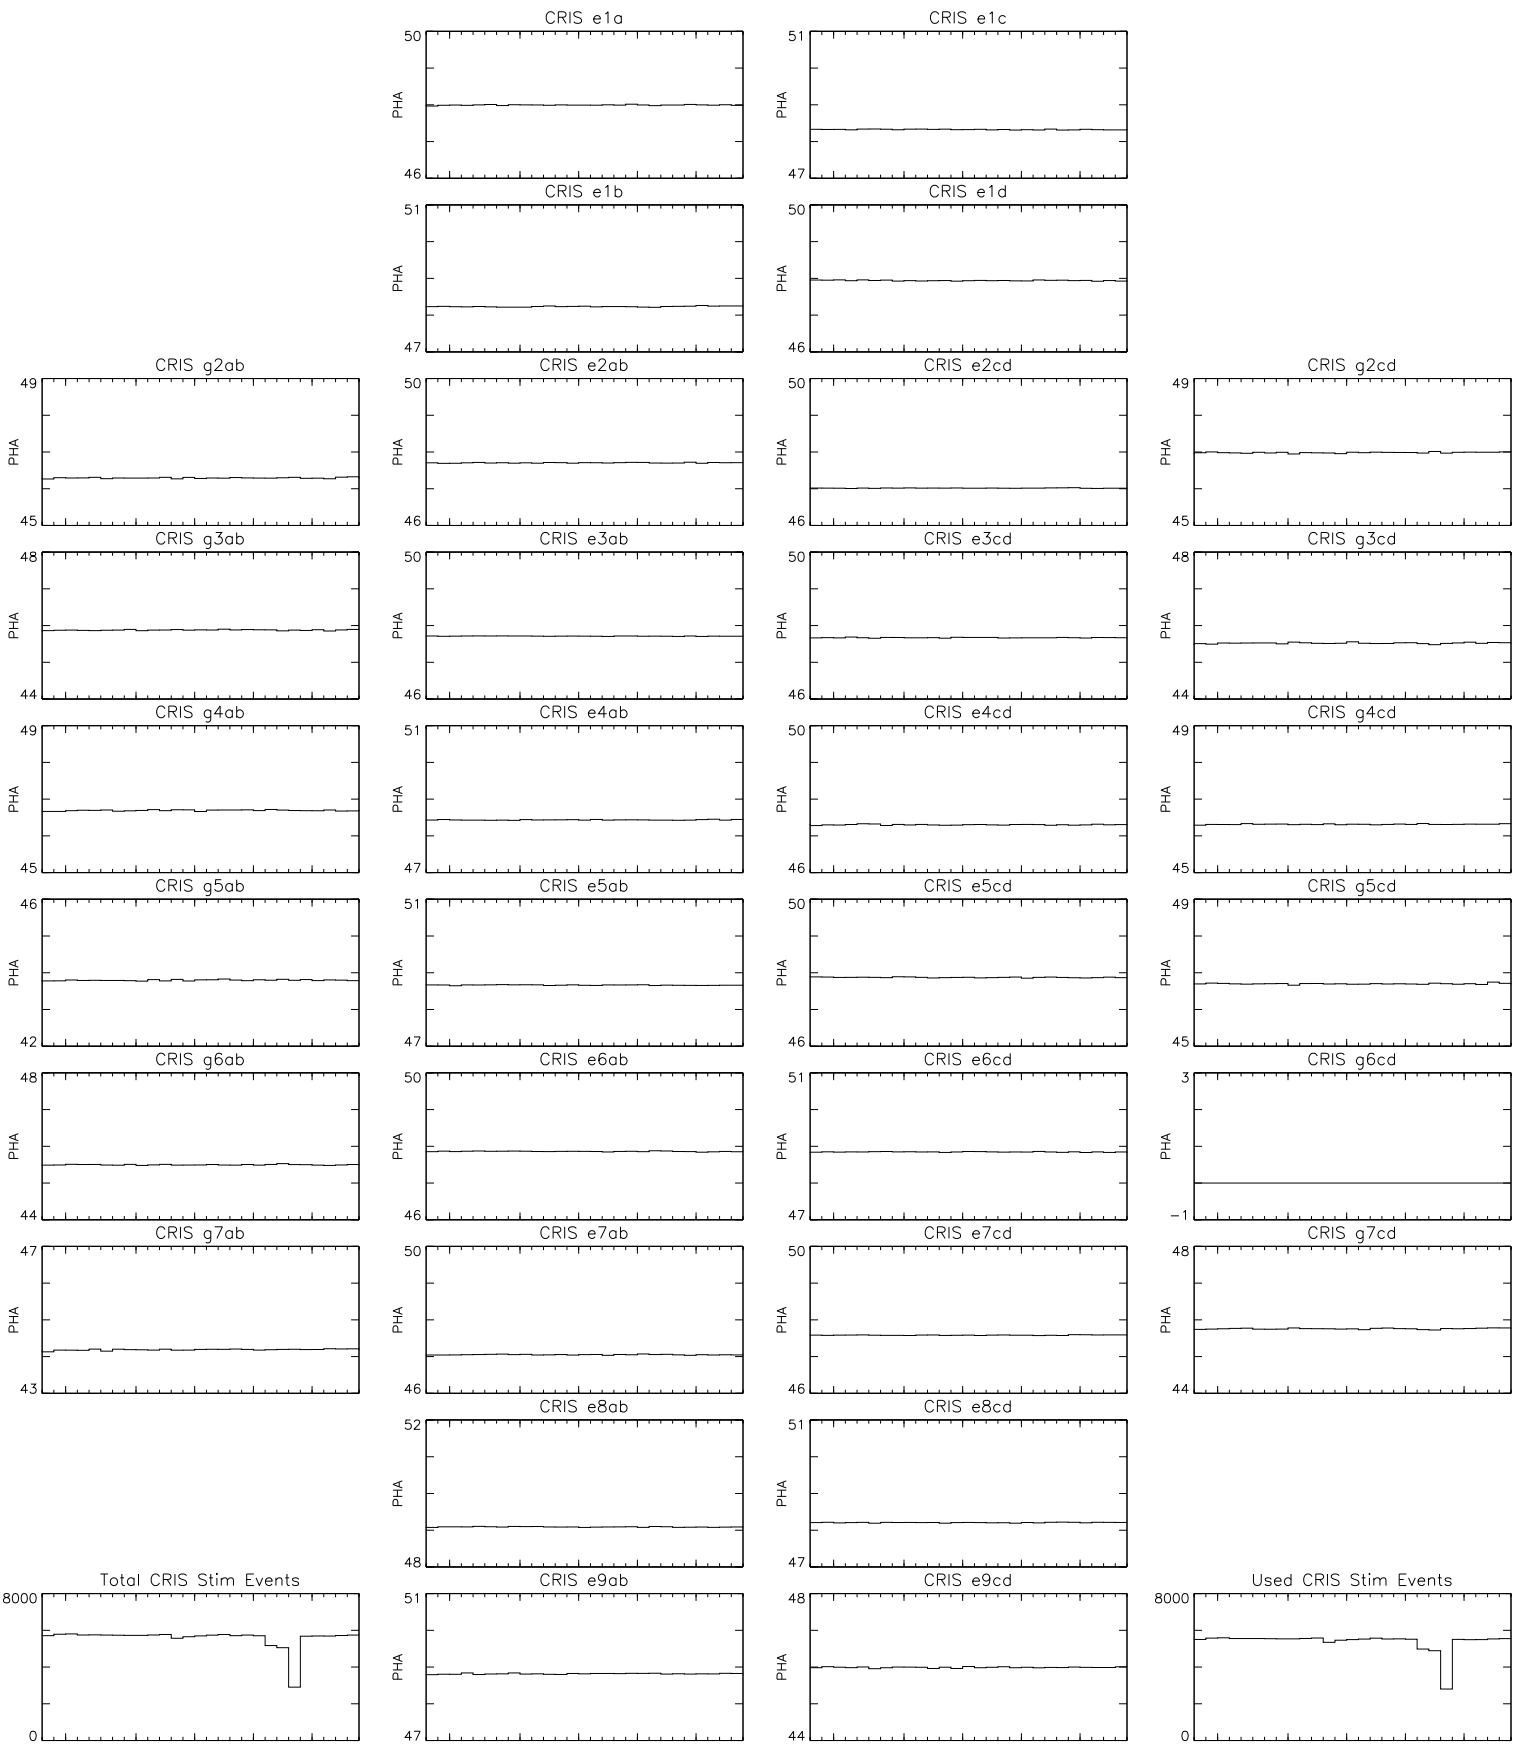 CRIS e1a
50
PHA
46
CRIS e1c
51
PHA
47
CRIS e1b
51
PHA
47
CRIS e1d
50
PHA
46
CRIS g2ab
49
PHA
45
CRIS e2ab
50
PHA
46
CRIS e2cd
50
PHA
46
CRIS g2cd
49
PHA
45
CRIS g3ab
48
PHA
44
CRIS e3ab
50
PHA
46
CRIS e3cd
50
PHA
46
CRIS g3cd
48
PHA
44
CRIS g4ab
49
PHA
45
CRIS e4ab
51
PHA
47
CRIS e4cd
50
PHA
46
CRIS g4cd
49
PHA
45
CRIS g5ab
46
PHA
42
CRIS e5ab
51
PHA
47
CRIS e5cd
50
PHA
46
CRIS g5cd
49
PHA
45
CRIS g6ab
48
PHA
44
CRIS e6ab
50
PHA
46
CRIS e6cd
51
PHA
47
CRIS g6cd
3
PHA
-1
CRIS g7ab
47
PHA
43
CRIS e7ab
50
PHA
46
CRIS e7cd
50
PHA
46
CRIS g7cd
48
PHA
44
CRIS e8ab
52
PHA
48
CRIS e8cd
51
PHA
47
Total CRIS Stim Events
8000
0
CRIS e9ab
51
PHA
47
CRIS e9cd
48
PHA
44
Used CRIS Stim Events
8000
0